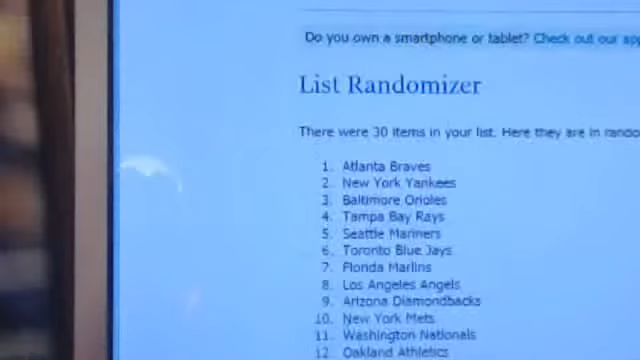 Do you own a smartphone or tablet? Check out our app
List Randomizer
There were 30 items in your list. Here they are in rando
1. Atlanta Braves
2. New York Yankees
3. Baltimore Orioles
4. Tampa Bay Rays
5. Seattle Mariners
6. Toronto Blue Jays
7. Florida Marlins
8. Los Angeles Angels
9. Arizona Diamondbacks
10. New York Mets
11. Washington Nationals
12. Oakland Athletics